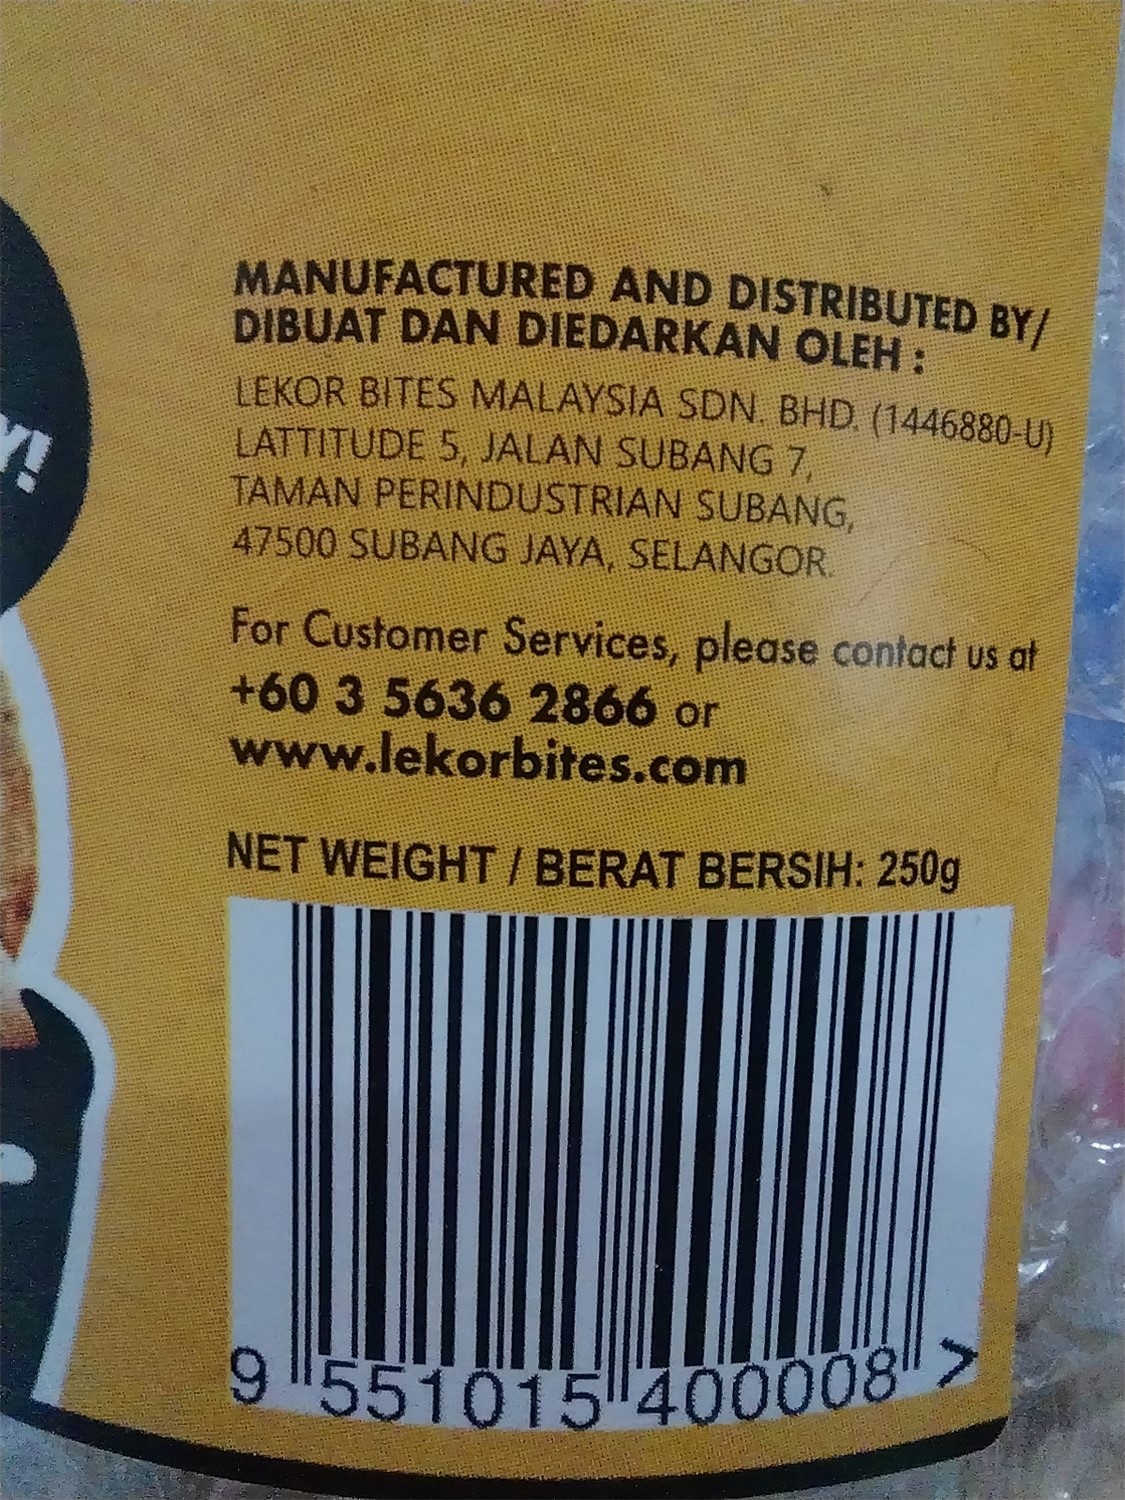 Y!
MANUFACTURED AND DISTRIBUTED BY/
DIBUAT DAN DIEDARKAN OLEH :
LEKOR BITES MALAYSIA SDN. BHD. (1446880-U)
LATTITUDE 5, JALAN SUBANG 7,
TAMAN PERINDUSTRIAN SUBANG,
47500 SUBANG JAYA, SELANGOR.
For Customer Services, please contact us at
+60 3 5636 2866 or
www.lekorbites.com
NET WEIGHT / BERAT BERSIH: 250g
9 551015 400008 >